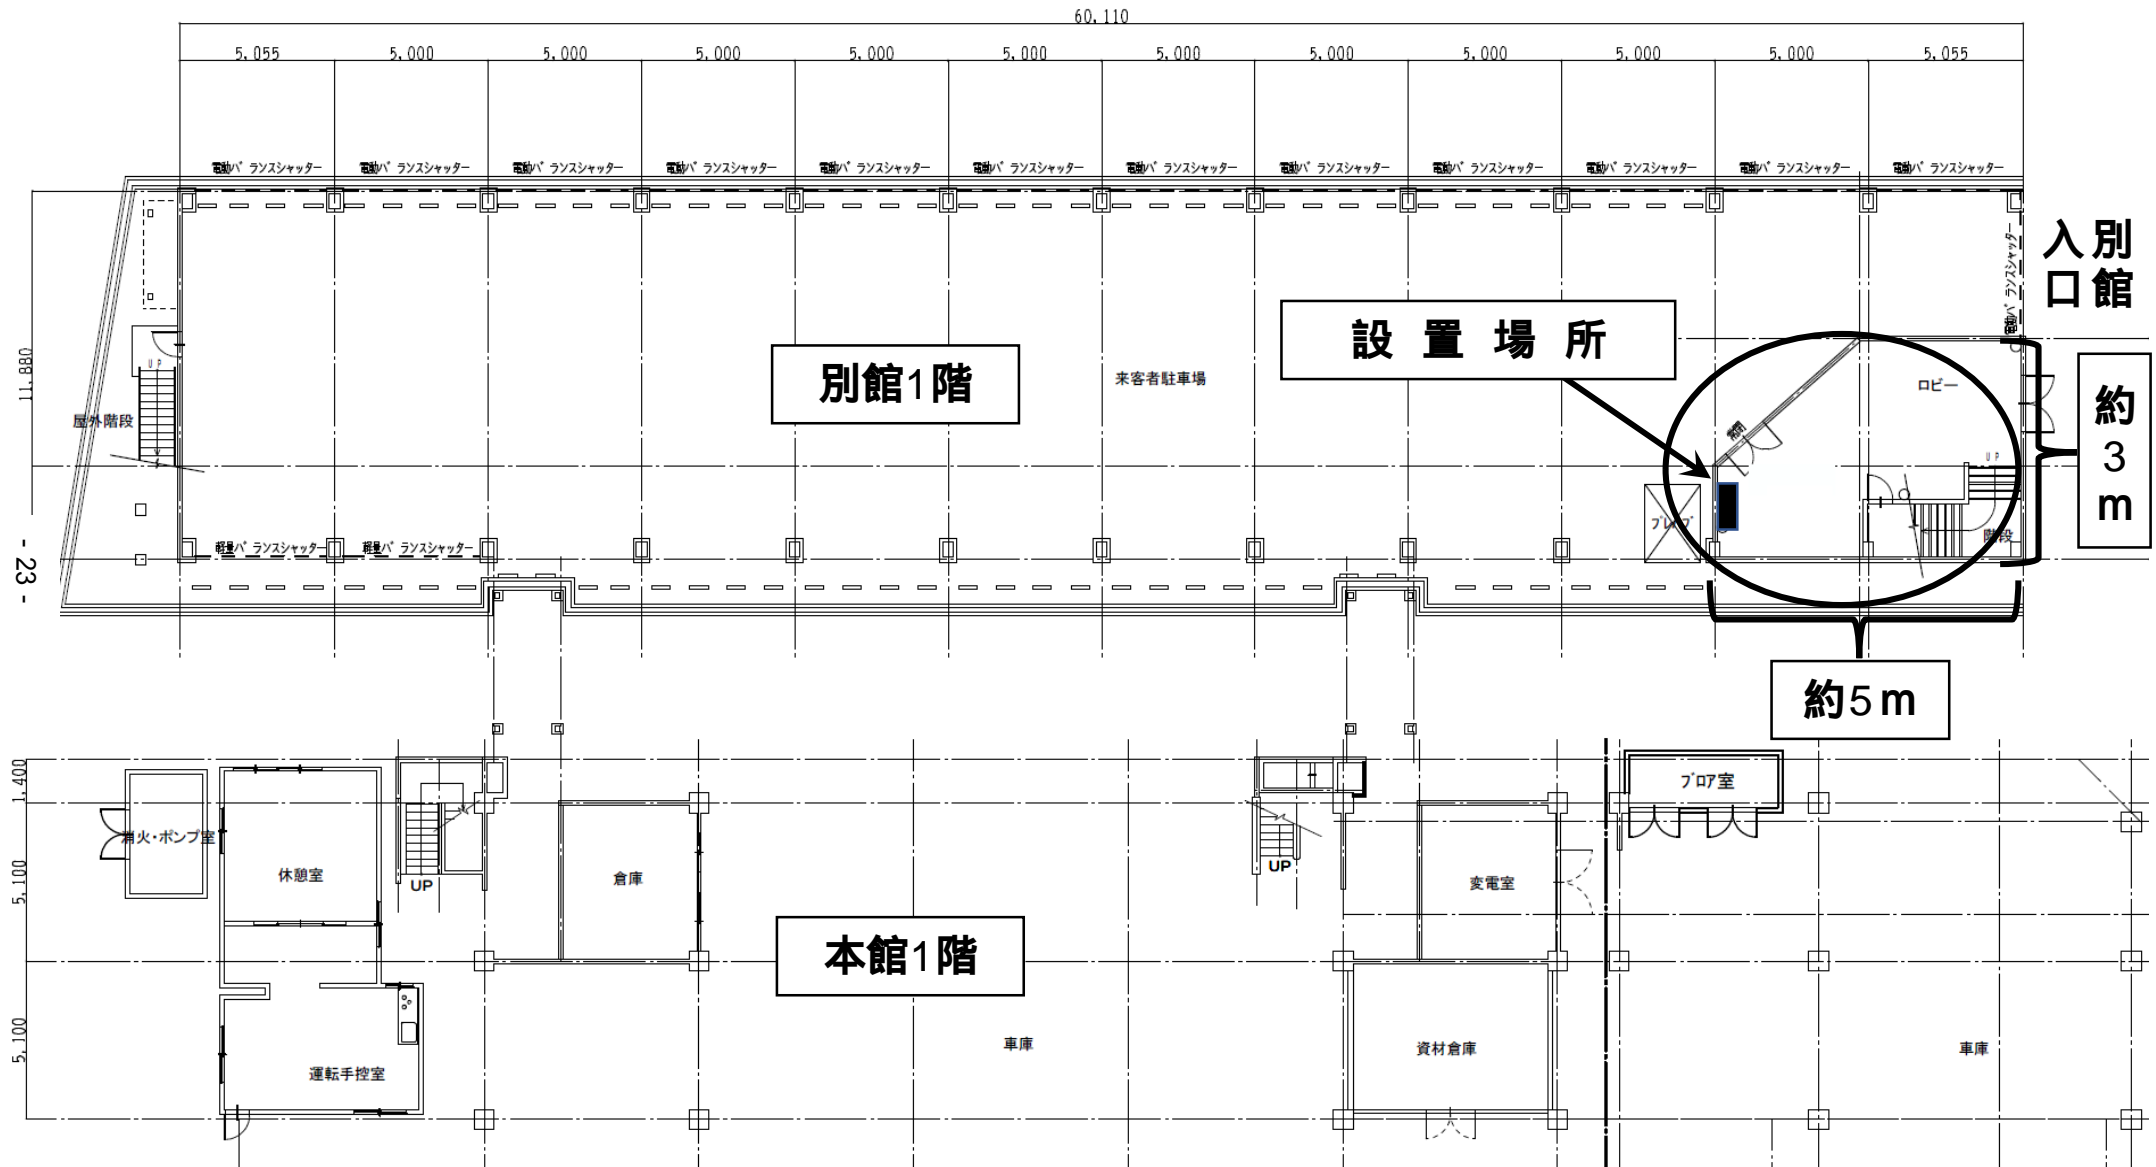 60,110
5,055 5,000 5,000 5,000 5,000 5,000 5,000 5,000 5,000 5,000 5,000 5,055
電動バランスシャッター 電動バランスシャッター 電動バランスシャッター 電動バランスシャッター 電動バランスシャッター 電動バランスシャッター 電動バランスシャッター 電動バランスシャッター 電動バランスシャッター 電動バランスシャッター 電動バランスシャッター 電動バランスシャッター
電動バランスシャッター
別館
入口
設置場所
別館1階
来客者駐車場
ロビー
約3m
11,880
UP
屋外階段
常閉
UP
階段
軽量バランスシャッター 軽量バランスシャッター
- 23 -
約5m
1,400
ブロア室
消火・ポンプ室
休憩室
UP
倉庫
UP
変電室
5,100
本館1階
5,100
車庫
資材倉庫
車庫
運転手控室